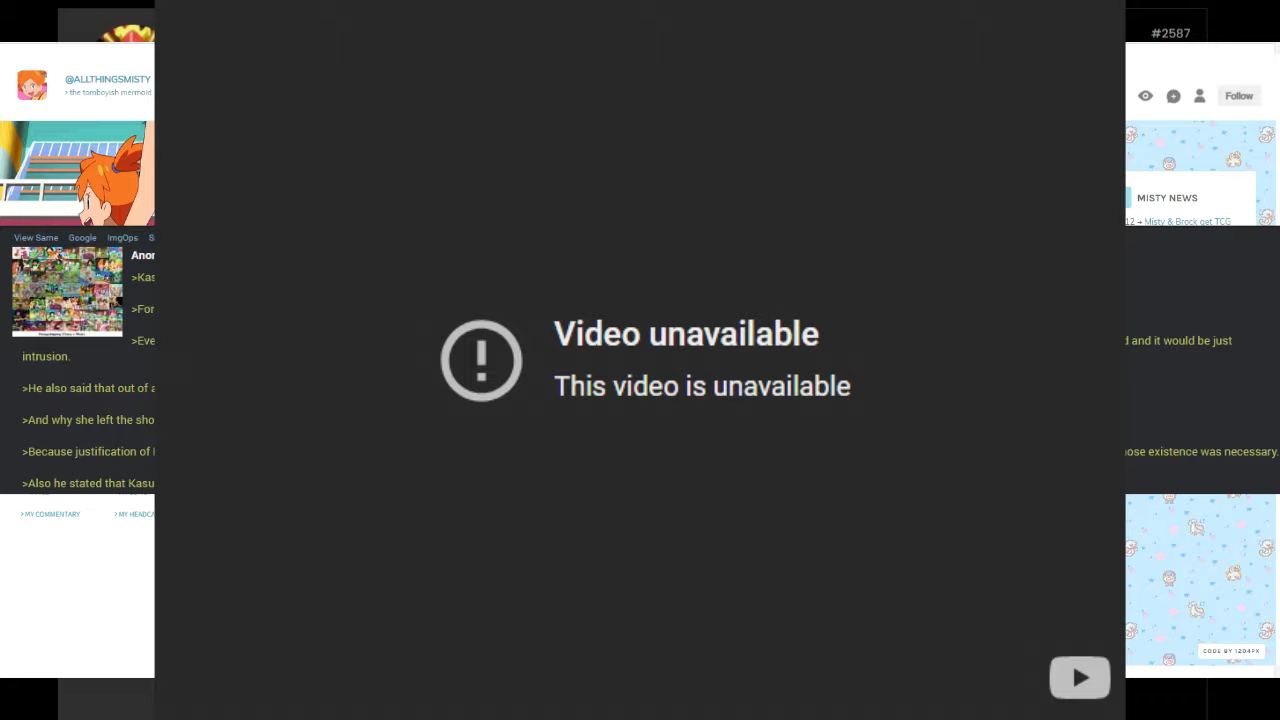 #2587
@ALLTHINGSMISTY
> the tomboyish mermaid
Follow
MISTY NEWS
12 → Misty & Brock get TCG
View Same Google ImgOps S
Anon
>Kas
>For
>Eve
d and it would be just
intrusion.
>He also said that out of a
>And why she left the sho
>Because justification of
hose existence was necessary.
>Also he stated that Kasu
> MY COMMENTARY > MY HEADCA
Video unavailable
This video is unavailable
CODE BY 1204PX